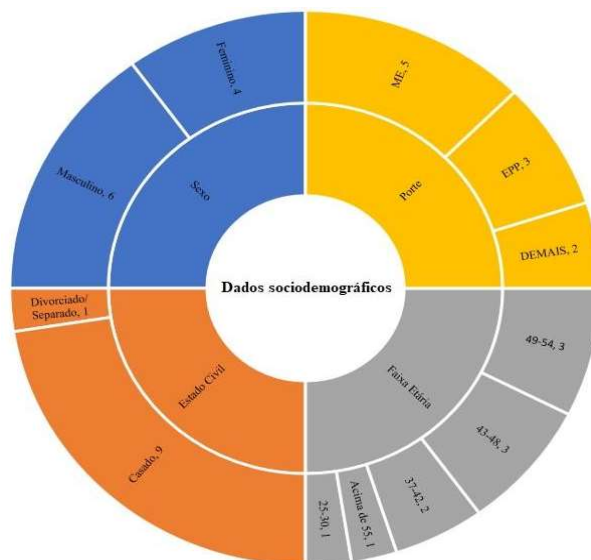 Dados sociodemográficos
Porte
ME, 5
EPP, 3
DEMAIS, 2
Faixa Etária
49-54, 3
43-48, 3
37-42, 2
Acima de 55, 1
25-30, 1
Estado Civil
Casado, 9
Divorciado/
Separado, 1
Sexo
Masculino, 6
Feminino, 4